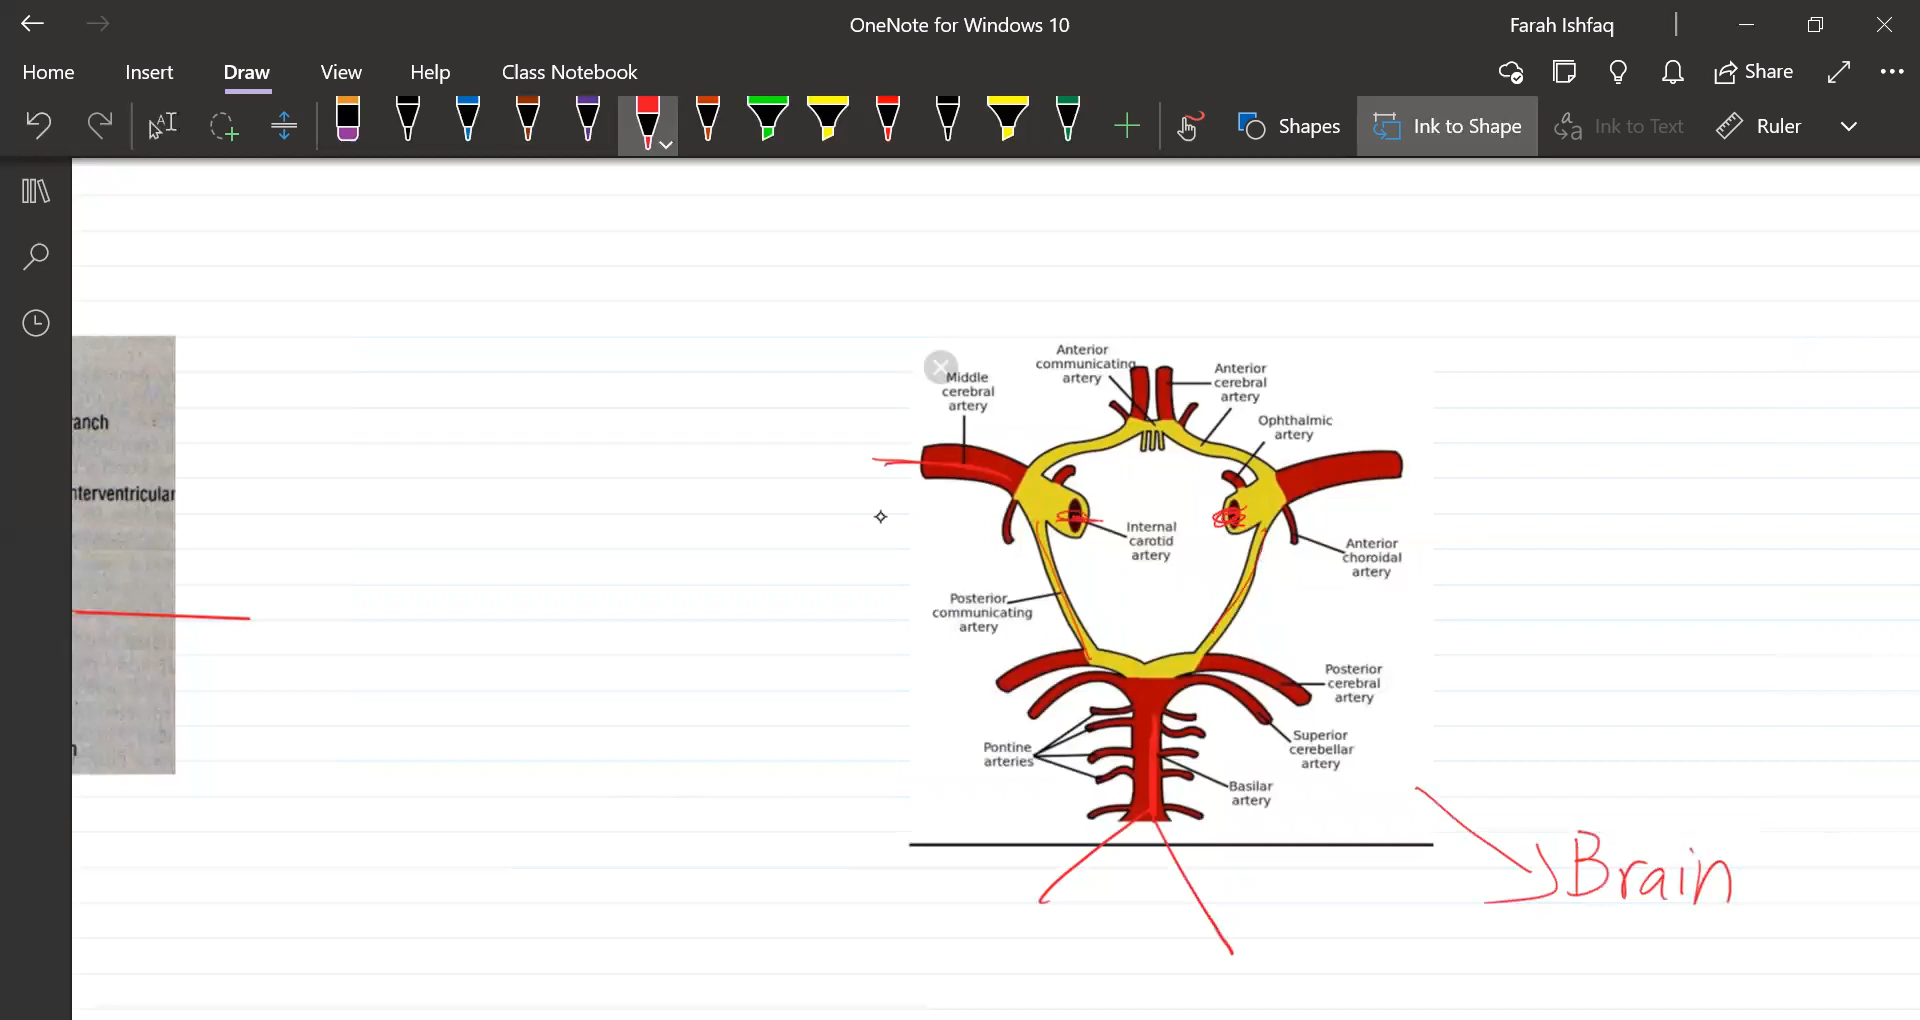 OneNote for Windows 10
Farah Ishfaq
Home
Insert
Draw
View
Help
Class Notebook
Share
Shapes
Ink to Shape
Ink to Text
Ruler
anch
nterventricular
Anterior
communicating
artery
Middle
cerebral
artery
Anterior
cerebral
artery
Ophthalmic
artery
Internal
carotid
artery
Anterior
choroidal
artery
Posterior
communicating
artery
Posterior
cerebral
artery
Superior
cerebellar
artery
Pontine
arteries
Basilar
artery
Brain